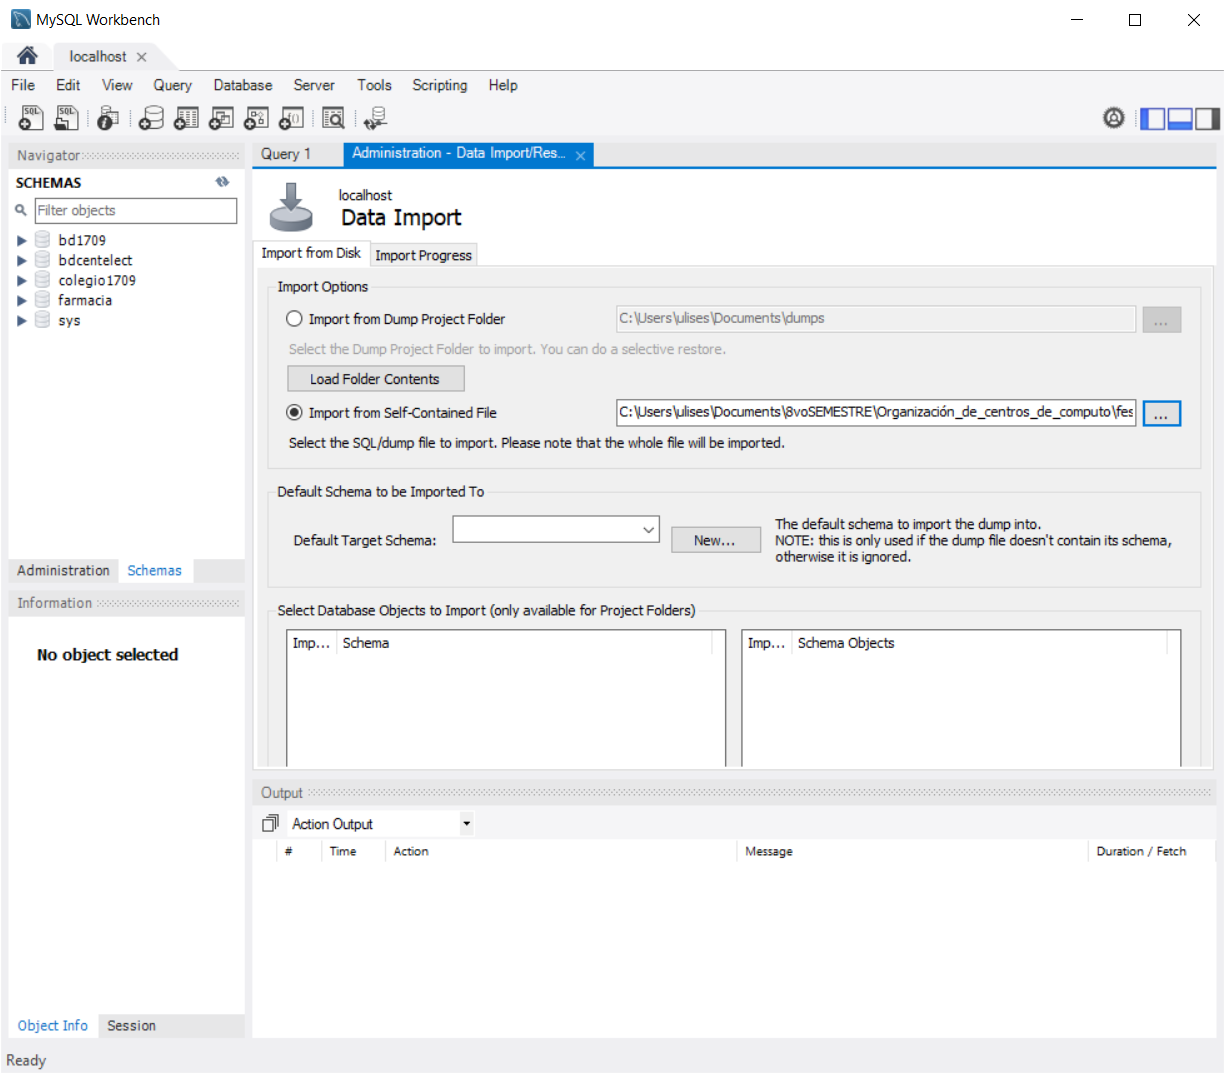 MySQL Workbench
localhost
File Edit View Query Database Server Tools Scripting Help
Navigator
SCHEMAS
Filter objects
bd1709
bdcentelect
colegio1709
farmacia
sys
Administration Schemas
Information
No object selected
Object Info Session
Query 1 Administration - Data Import/Res...
localhost
Data Import
Import from Disk Import Progress
Import Options
Import from Dump Project Folder C:\Users\ulises\Documents\dumps ...
Select the Dump Project Folder to import. You can do a selective restore.
Load Folder Contents
Import from Self-Contained File C:\Users\ulises\Documents\8voSEMESTRE\Organización_de_centros_de_computo\fes ...
Select the SQL/dump file to import. Please note that the whole file will be imported.
Default Schema to be Imported To
Default Target Schema: New...
The default schema to import the dump into.
NOTE: this is only used if the dump file doesn't contain its schema,
otherwise it is ignored.
Select Database Objects to Import (only available for Project Folders)
Imp... Schema
Imp... Schema Objects
Output
Action Output
# Time Action Message Duration / Fetch
Ready